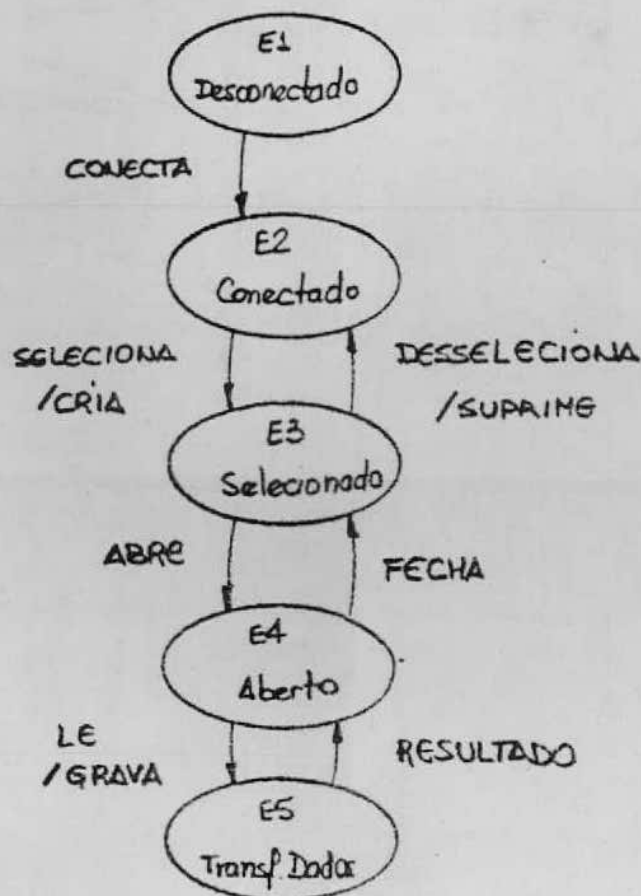 E1
Desconectado
CONECTA
E2
Conectado
SELECIONA
/CRIA
DESSELECIONA
/SUPRIME
E3
Selecionado
ABRE
FECHA
E4
Aberto
LE
/GRAVA
RESULTADO
E5
Transf. Dados